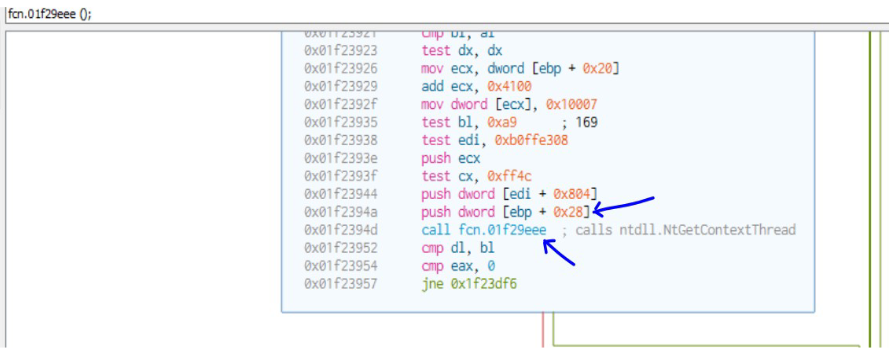 fcn.01f29eee ();
0x01f23921 cmp bl, al
0x01f23923 test dx, dx
0x01f23926 mov ecx, dword [ebp + 0x20]
0x01f23929 add ecx, 0x4100
0x01f2392f mov dword [ecx], 0x10007
0x01f23935 test bl, 0xa9 ; 169
0x01f23938 test edi, 0xb0ffe308
0x01f2393e push ecx
0x01f2393f test cx, 0xff4c
0x01f23944 push dword [edi + 0x804]
0x01f2394a push dword [ebp + 0x28]
0x01f2394d call fcn.01f29eee ; calls ntdll.NtGetContextThread
0x01f23952 cmp dl, bl
0x01f23954 cmp eax, 0
0x01f23957 jne 0x1f23df6